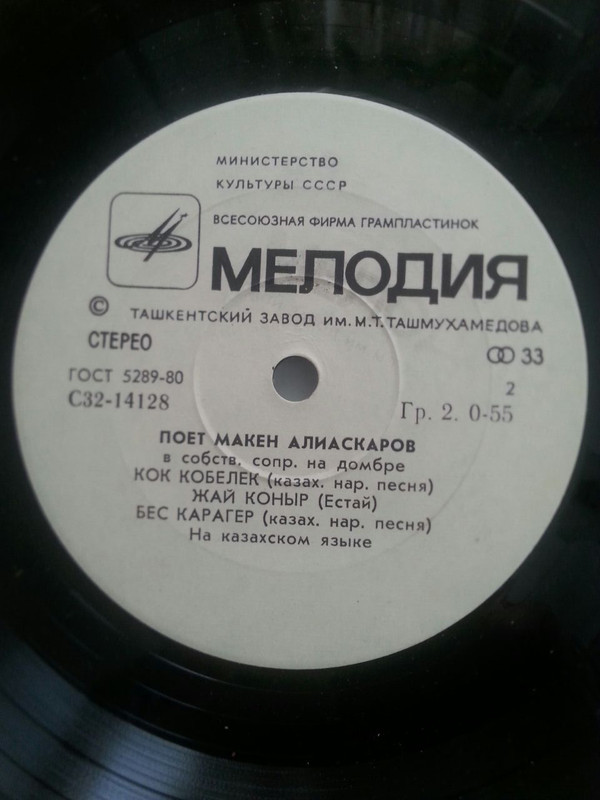 МИНИСТЕРСТВО
КУЛЬТУРЫ СССР
ВСЕСОЮЗНАЯ ФИРМА ГРАМПЛАСТИНОК
МЕЛОДИЯ
© ТАШКЕНТСКИЙ ЗАВОД ИМ. М.Т. ТАШМУХАМЕДОВА
СТЕРЕО
33
ГОСТ 5289-80
2
С32-14128
Гр. 2. 0-55
ПОЕТ МАКЕН АЛИАСКАРОВ
в собств. сопр. на домбре
КОК КОБЕЛЕК (казах. нар. песня)
ЖАЙ КОНЫР (Естай)
БЕС КАРАГЕР (казах. нар. песня)
На казахском языке